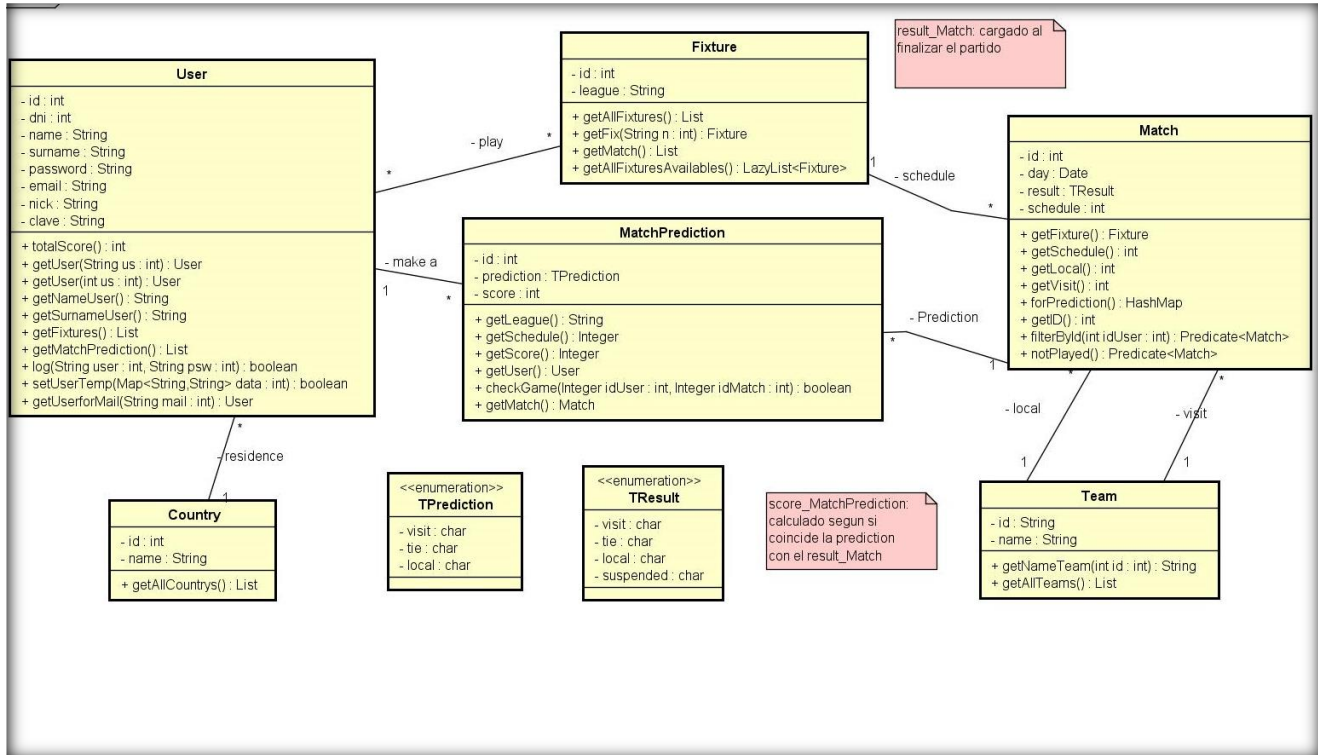 User
- id : int
- dni : int
- name : String
- surname : String
- password : String
- email : String
- nick : String
- clave : String
+ totalScore() : int
+ getUser(String us : int) : User
+ getUser(int us : int) : User
+ getNameUser() : String
+ getSurnameUser() : String
+ getFixtures() : List
+ getMatchPrediction() : List
+ log(String user : int, String psw : int) : boolean
+ setUserTemp(Map<String,String> data : int) : boolean
+ getUserforMail(String mail : int) : User
- play
*
*
Fixture
- id : int
- league : String
+ getAllFixtures() : List
+ getFix(String n : int) : Fixture
+ getMatch() : List
+ getAllFixturesAvailables() : LazyList<Fixture>
result_Match: cargado al
finalizar el partido
1
- schedule
*
Match
- id : int
- day : Date
- result : TResult
- schedule : int
+ getFixture() : Fixture
+ getSchedule() : int
+ getLocal() : int
+ getVisit() : int
+ forPrediction() : HashMap
+ getID() : int
+ filterById(int idUser : int) : Predicate<Match>
+ notPlayed() : Predicate<Match>
- make a
1
*
MatchPrediction
- id : int
- prediction : TPrediction
- score : int
+ getLeague() : String
+ getSchedule() : Integer
+ getScore() : Integer
+ getUser() : User
+ checkGame(Integer idUser : int, Integer idMatch : int) : boolean
+ getMatch() : Match
- Prediction
*
1
*
- local
1
*
- visit
1
*
- residence
1
Country
- id : int
- name : String
+ getAllCountrys() : List
<<enumeration>>
TPrediction
- visit : char
- tie : char
- local : char
<<enumeration>>
TResult
- visit : char
- tie : char
- local : char
- suspended : char
score_MatchPrediction:
calculado segun si
coincide la prediction
con el result_Match
Team
- id : String
- name : String
+ getNameTeam(int id : int) : String
+ getAllTeams() : List